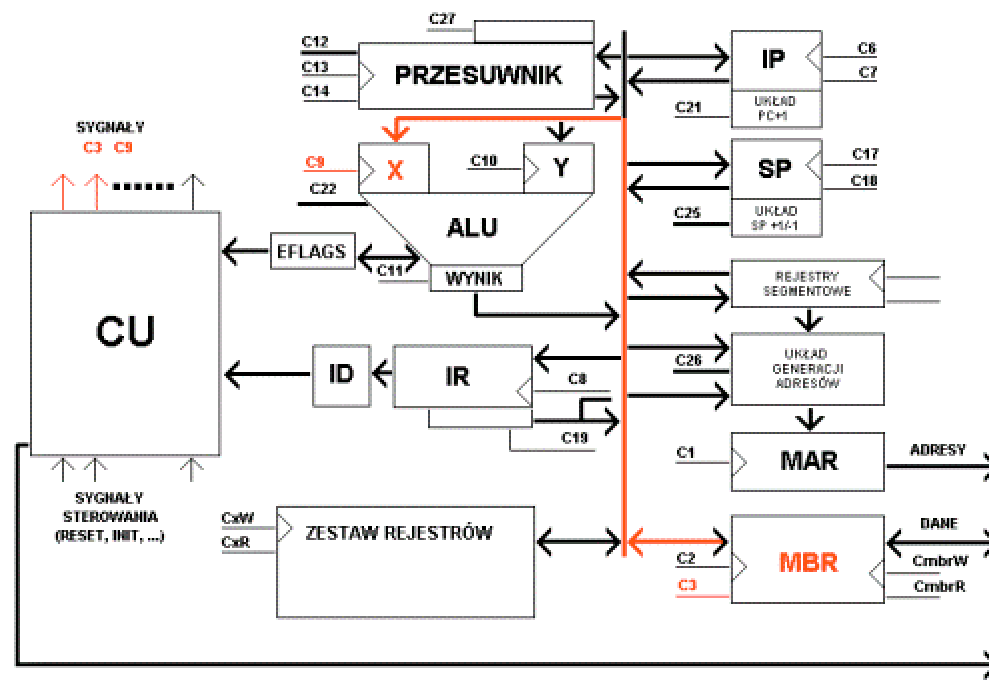 C27
C12
C13
C14
PRZESUWNIK
IP
C6
C7
C21
UKŁAD
PC+1
SYGNAŁY
C3 C9
C9
X
C10
Y
C22
ALU
SP
C17
C18
C25
UKŁAD
SP +1/-1
EFLAGS
C11
WYNIK
REJESTRY
SEGMENTOWE
CU
ID
IR
C8
C19
C26
UKŁAD
GENERACJI
ADRESÓW
C1
MAR
ADRESY
SYGNAŁY
STEROWANIA
(RESET, INIT, ...)
CxW
CxR
ZESTAW REJESTRÓW
C2
C3
MBR
DANE
CmbrW
CmbrR